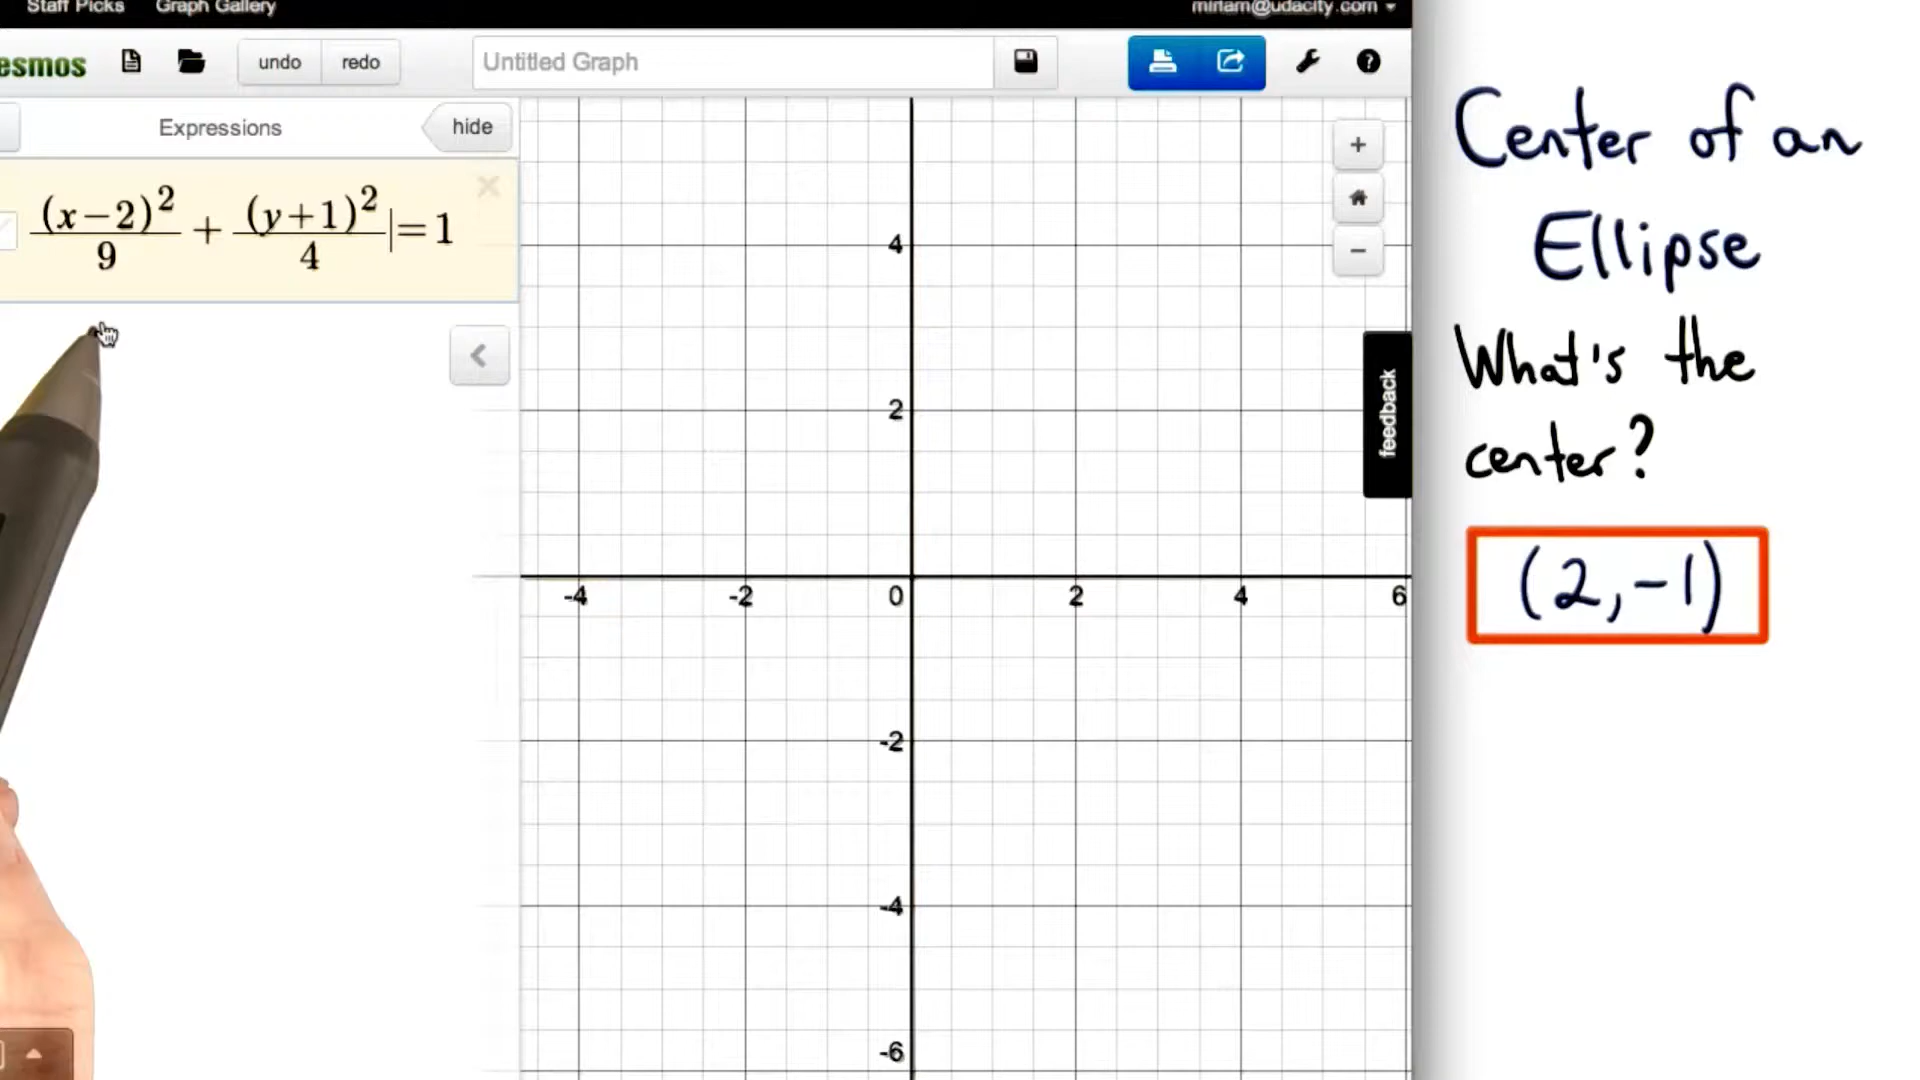 Staff Picks Graph Gallery miriam@udacity.com
esmos undo redo Untitled Graph
Expressions hide
(x−2)²/9 + (y+1)²/4 = 1
feedback
4
2
-4 -2 0 2 4 6
-2
-4
-6
Center of an
Ellipse
What's the
center?
(2,-1)